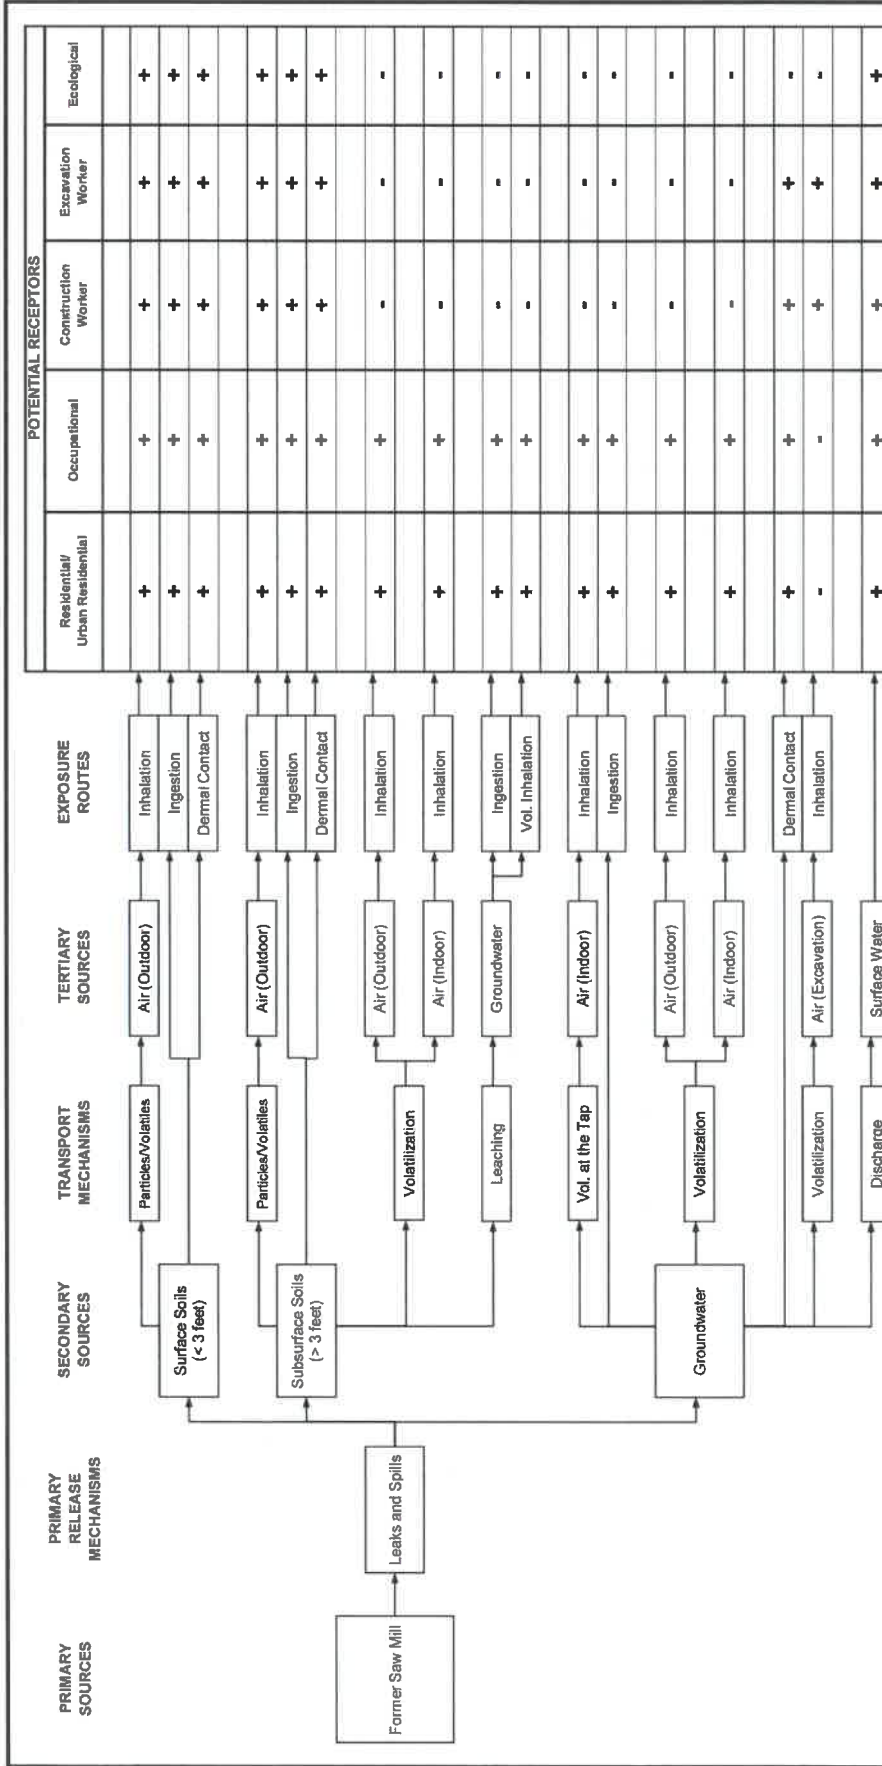 POTENTIAL RECEPTORS
PRIMARY
SOURCES
PRIMARY
RELEASE
MECHANISMS
SECONDARY
SOURCES
TRANSPORT
MECHANISMS
TERTIARY
SOURCES
EXPOSURE
ROUTES
Residential/
Urban Residential
Occupational
Construction
Worker
Excavation
Worker
Ecological
Former Saw Mill
Leaks and Spills
Surface Soils
(< 3 feet)
Particles/Volatiles
Air (Outdoor)
Inhalation + + + + +
Ingestion + + + + +
Dermal Contact + + + + +
Subsurface Soils
(> 3 feet)
Particles/Volatiles
Air (Outdoor)
Inhalation + + + + +
Ingestion + + + + +
Dermal Contact + + + + +
Volatilization
Air (Outdoor)
Inhalation + + - - -
Air (Indoor)
Inhalation + + - - -
Leaching
Groundwater
Ingestion + + - - -
Vol. Inhalation + + - - -
Groundwater
Vol. at the Tap
Air (Indoor)
Inhalation + + - - -
Ingestion + + - - -
Volatilization
Air (Outdoor)
Inhalation + + - - -
Air (Indoor)
Inhalation + + - - -
Dermal Contact + + + + -
Volatilization
Air (Excavation)
Inhalation - - + + -
Discharge
Surface Water
+ + + + +